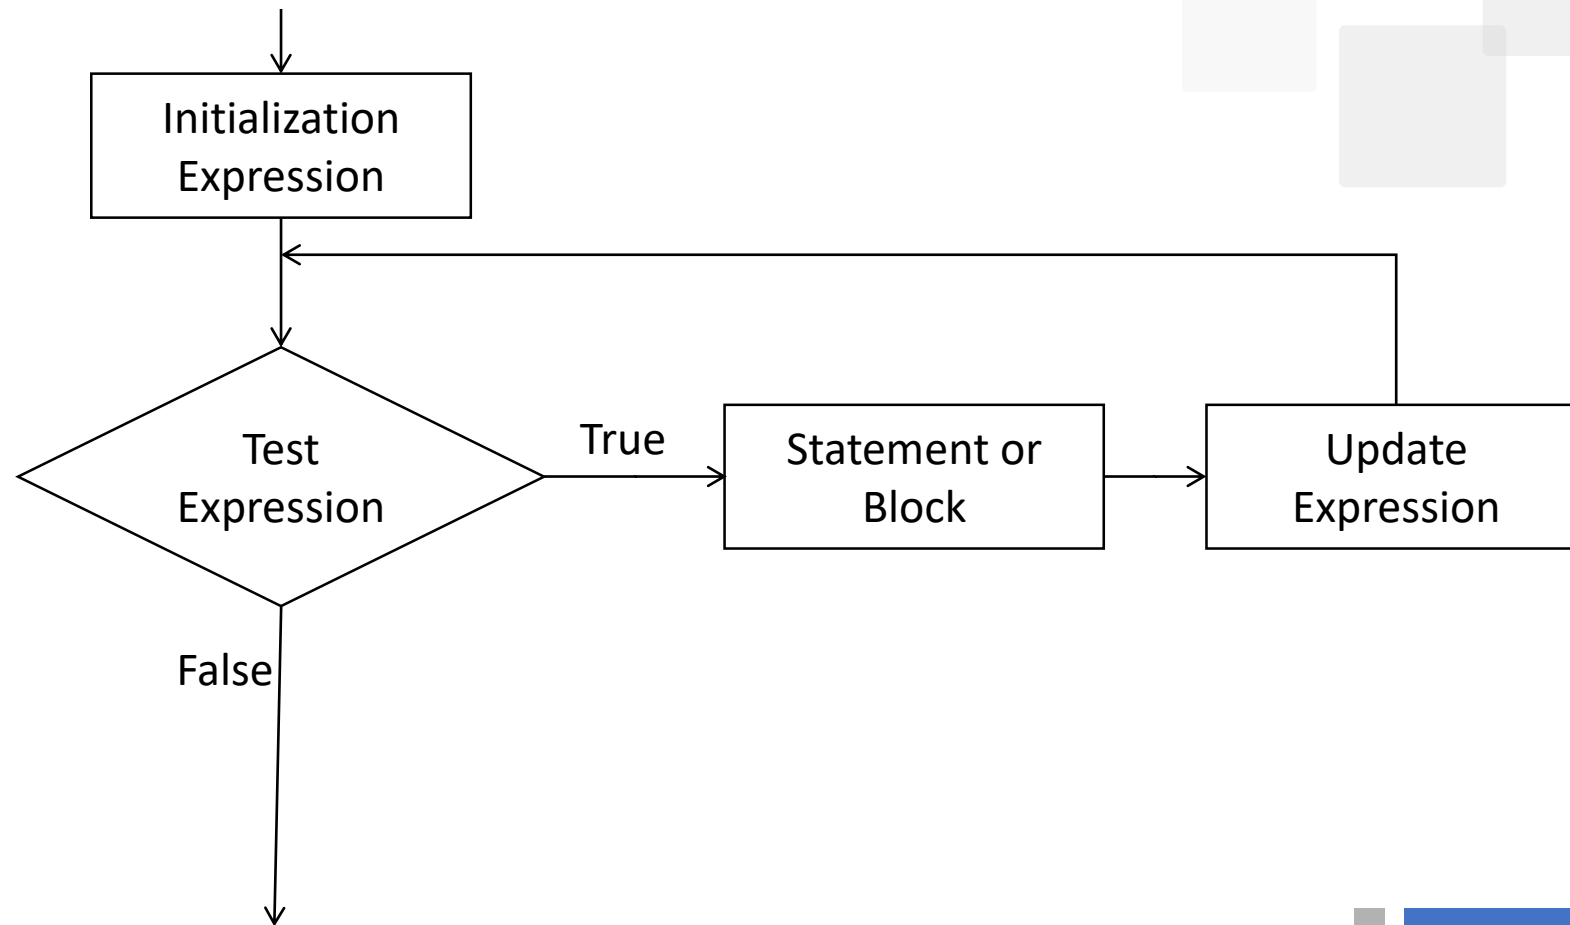 Initialization
Expression
Test
Expression
True
Statement or
Block
Update
Expression
False